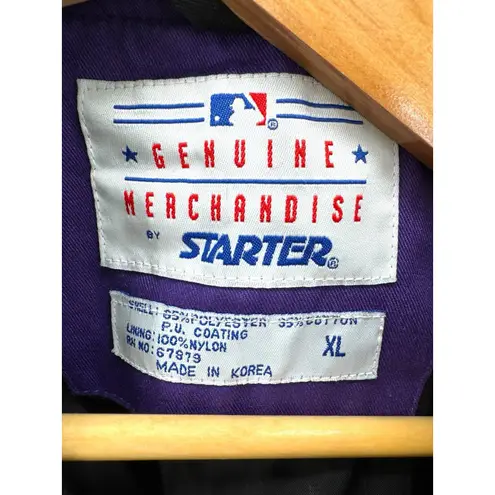 GENUINE
MERCHANDISE
BY STARTER®
SHELL: 65% POLYESTER 35% COTTON
P.U. COATING
LINING: 100% NYLON
RN NO: 67979
MADE IN KOREA
XL